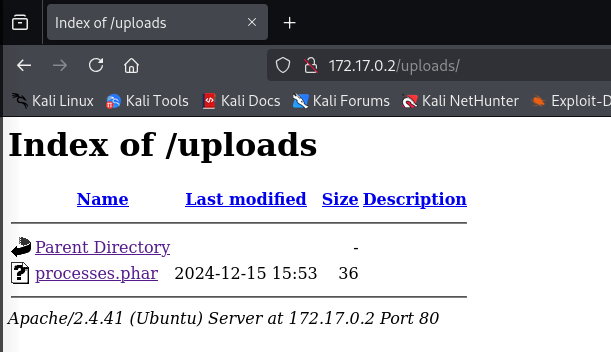 Index of /uploads
172.17.0.2/uploads/
Kali Linux Kali Tools Kali Docs Kali Forums Kali NetHunter Exploit-D
Index of /uploads
Name Last modified Size Description
Parent Directory -
processes.phar 2024-12-15 15:53 36
Apache/2.4.41 (Ubuntu) Server at 172.17.0.2 Port 80